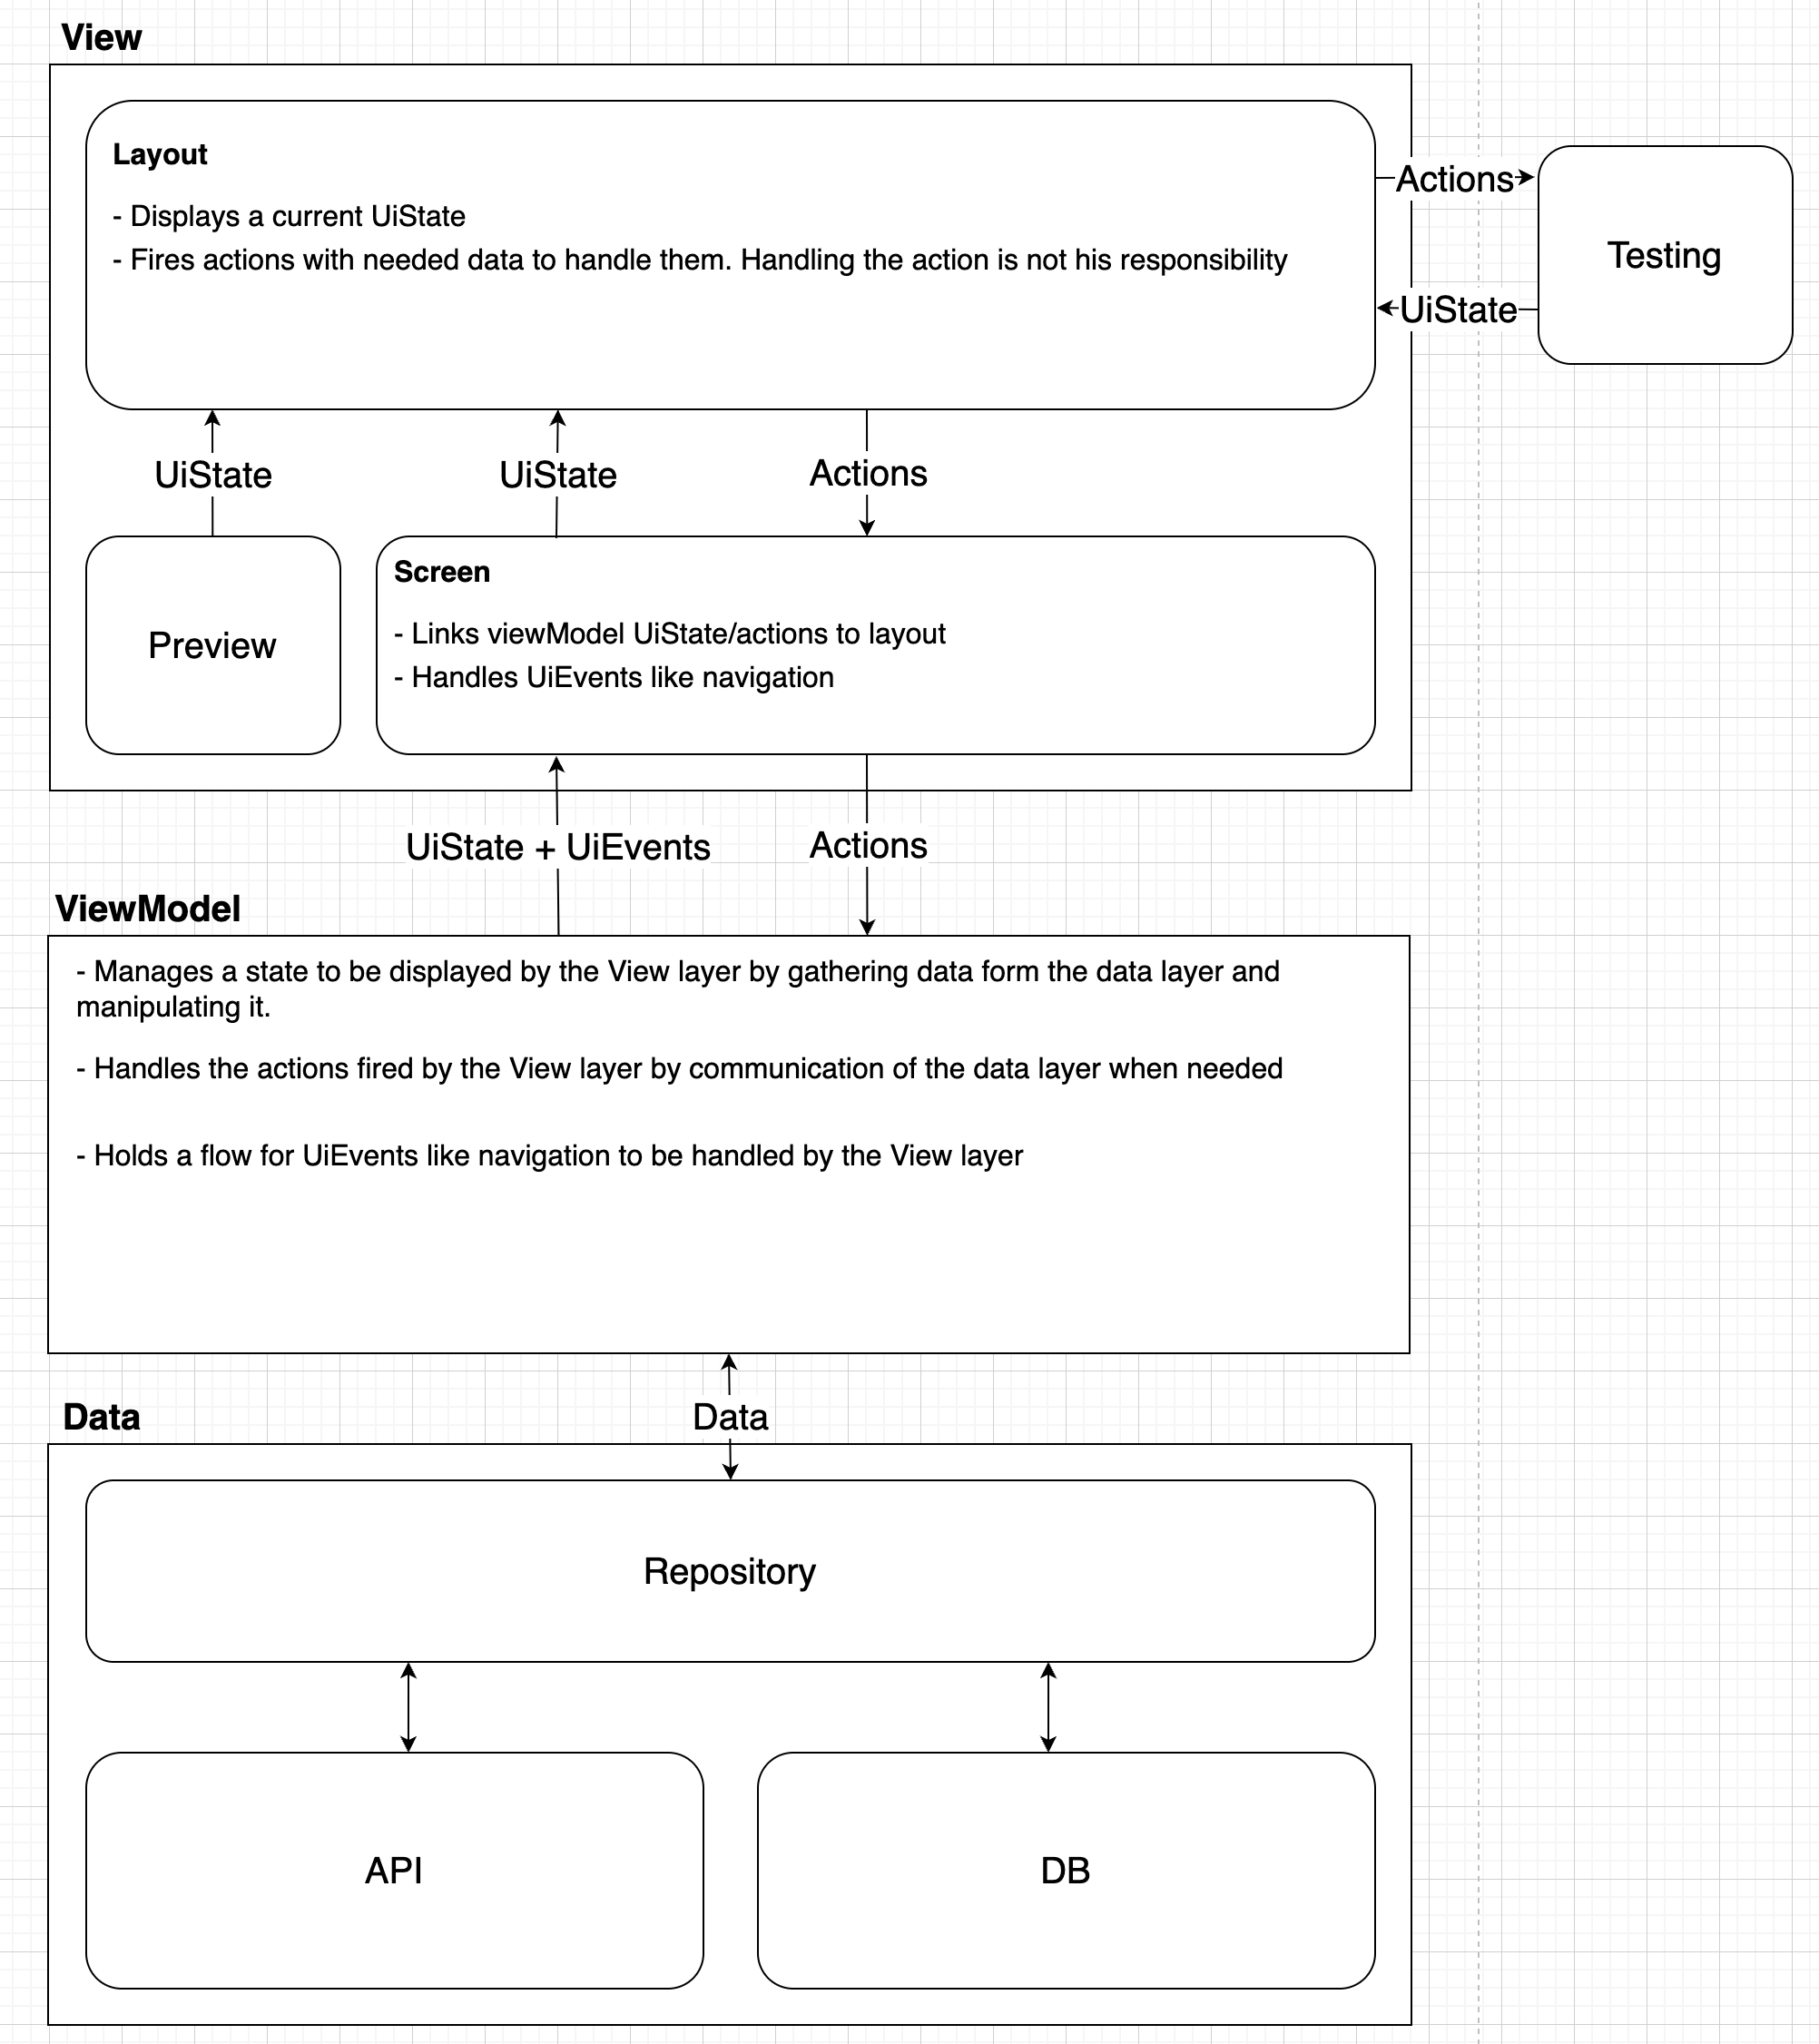 View
Layout
- Displays a current UiState
- Fires actions with needed data to handle them. Handling the action is not his responsibility
Actions
Testing
UiState
UiState
UiState
Actions
Preview
Screen
- Links viewModel UiState/actions to layout
- Handles UiEvents like navigation
UiState + UiEvents
Actions
ViewModel
- Manages a state to be displayed by the View layer by gathering data form the data layer and
manipulating it.
- Handles the actions fired by the View layer by communication of the data layer when needed
- Holds a flow for UiEvents like navigation to be handled by the View layer
Data
Data
Repository
API
DB